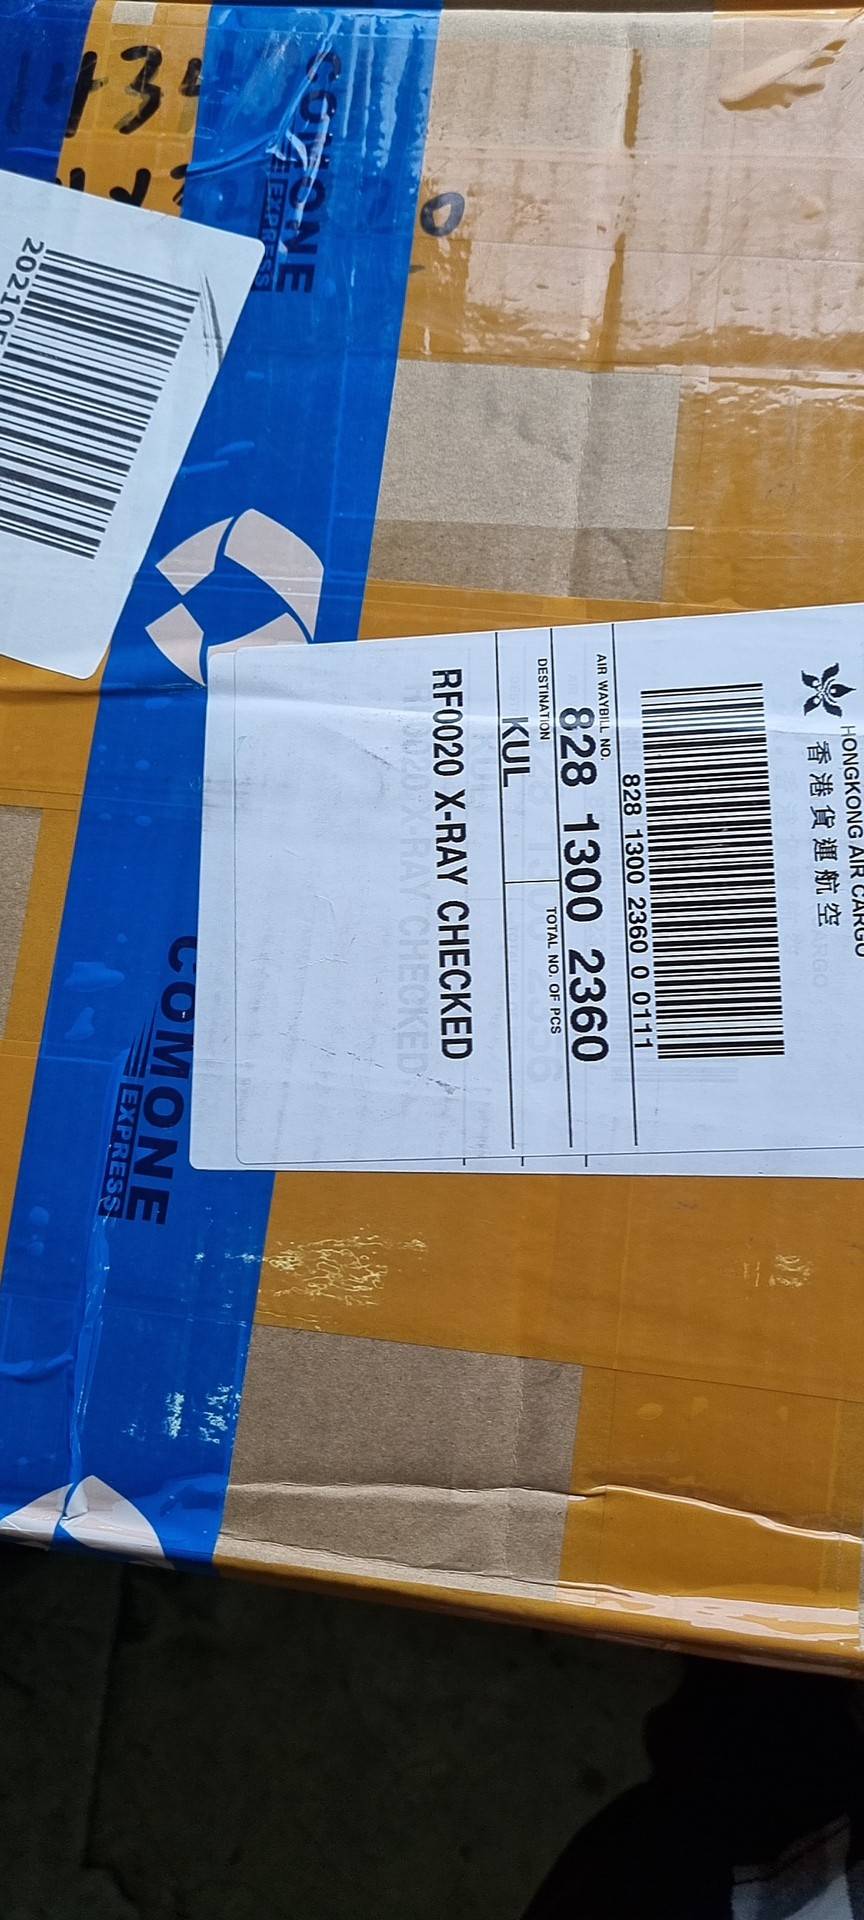 COMONE
EXPRESS
0
HONGKONG AIR CARGO
香港貨運航空
828 1300 2360 0 0111
AIR WAYBILL NO.
828 1300 2360
DESTINATION
KUL
TOTAL NO. OF PCS
RF0020 X-RAY CHECKED
COMONE
EXPRESS